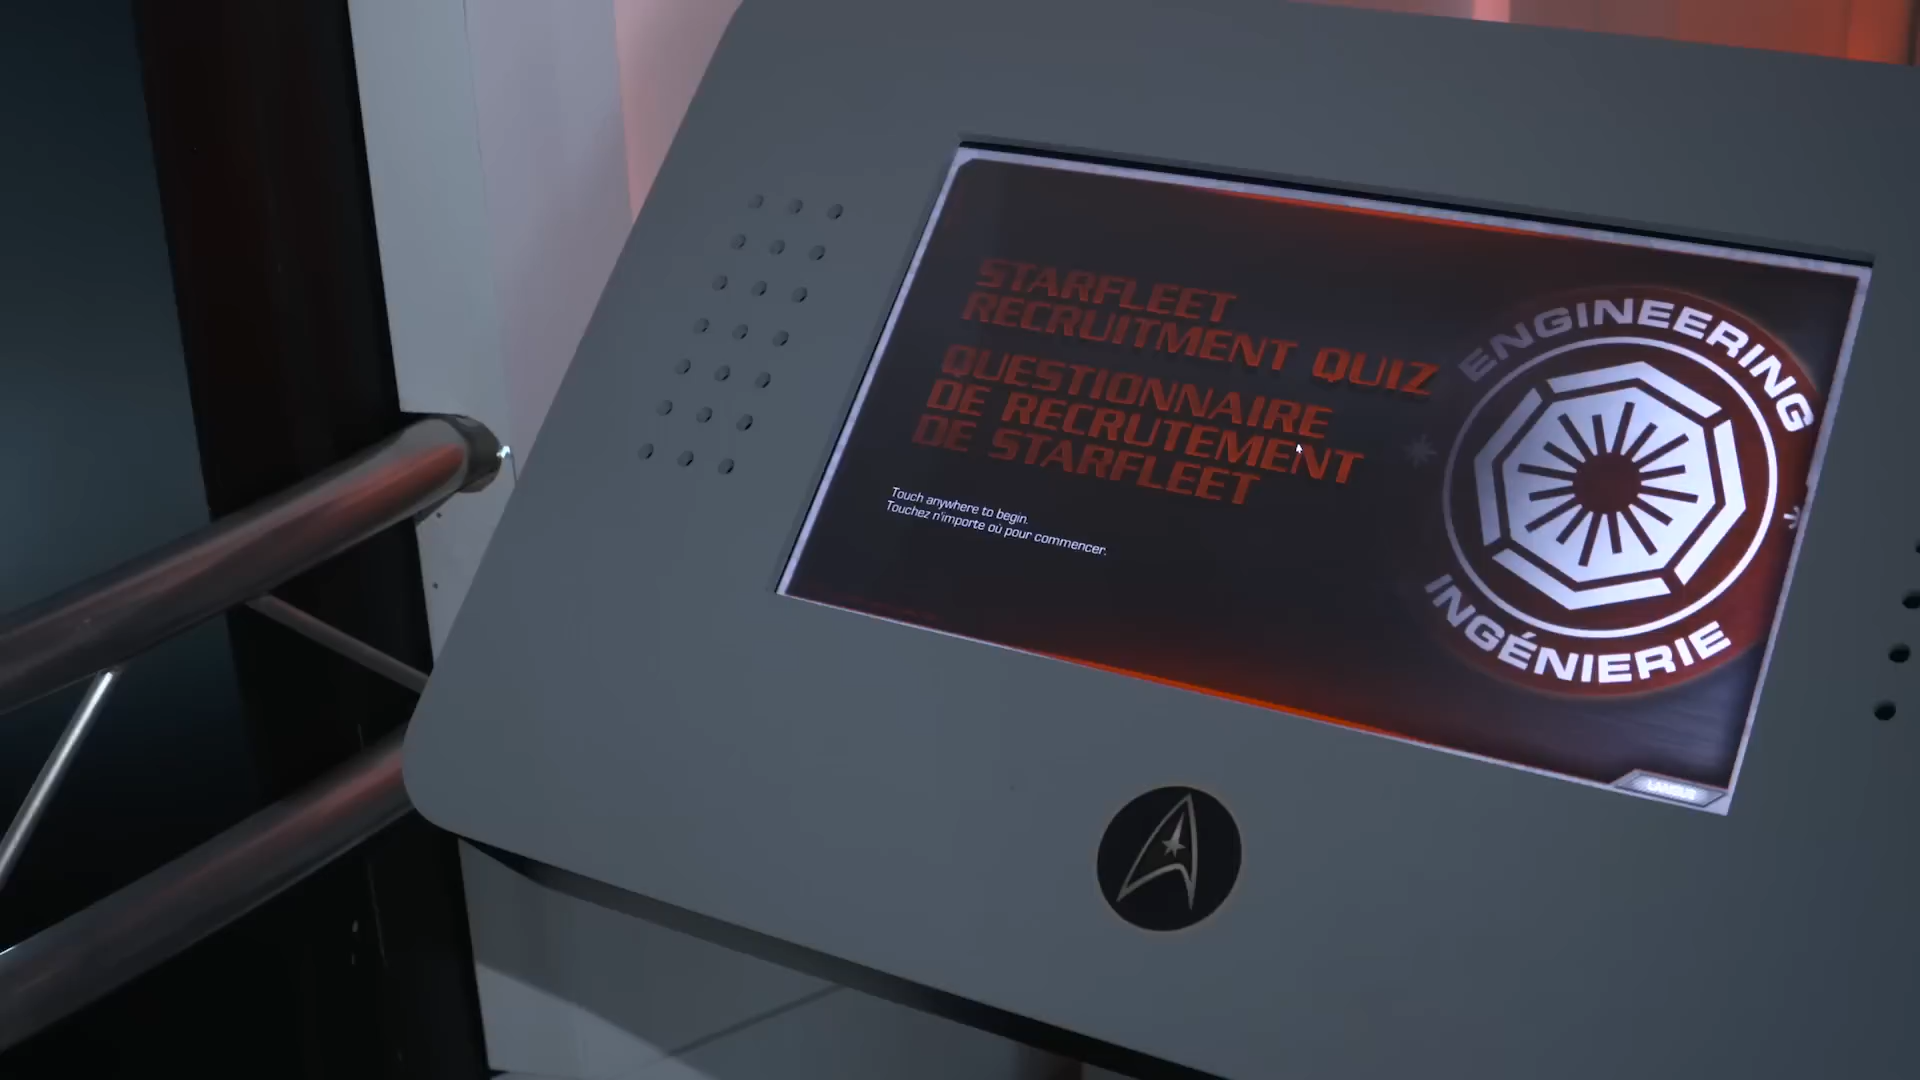 STARFLEET
RECRUITMENT QUIZ
QUESTIONNAIRE
DE RECRUTEMENT
DE STARFLEET
Touch anywhere to begin.
Touchez n'importe où pour commencer.
ENGINEERING
INGÉNIERIE